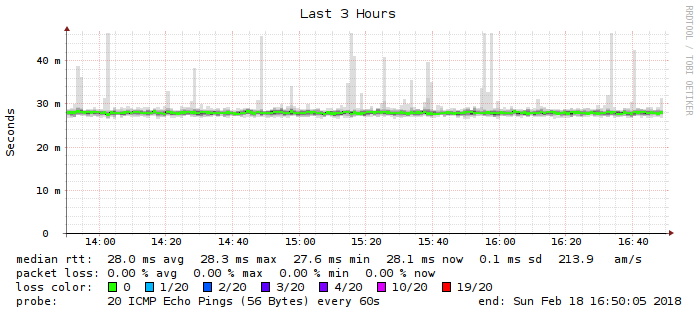 Last 3 Hours
RRDTOOL / TOBI OETIKER
Seconds
40 m
30 m
20 m
10 m
0
14:00 14:20 14:40 15:00 15:20 15:40 16:00 16:20 16:40
median rtt: 28.0 ms avg 28.3 ms max 27.6 ms min 28.1 ms now 0.1 ms sd 213.9 am/s
packet loss: 0.00 % avg 0.00 % max 0.00 % min 0.00 % now
loss color: 0 1/20 2/20 3/20 4/20 10/20 19/20
probe: 20 ICMP Echo Pings (56 Bytes) every 60s end: Sun Feb 18 16:50:05 2018